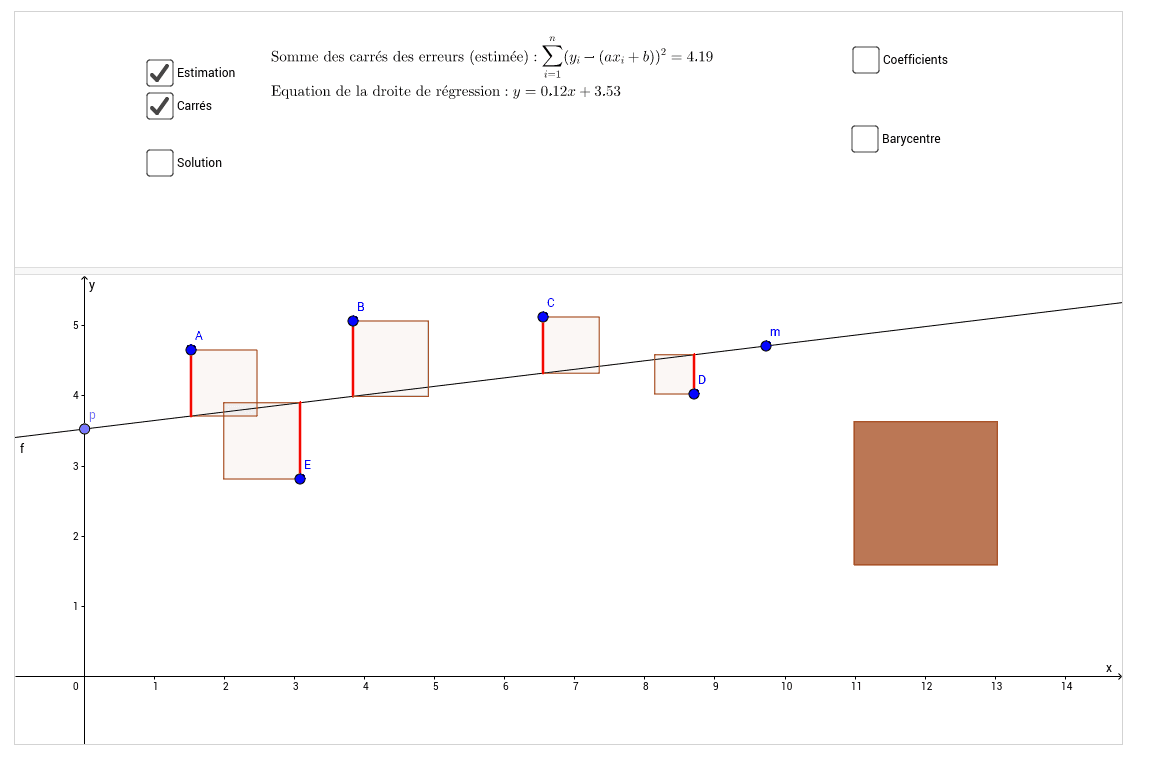 Estimation
Carrés
Solution
Somme des carrés des erreurs (estimée) : \sum_{i=1}^{n}(y_i − (ax_i + b))^2 = 4.19
Equation de la droite de régression : y = 0.12x + 3.53
Coefficients
Barycentre
y
5
4
3
2
1
A
B
C
D
E
m
p
f
x
0 1 2 3 4 5 6 7 8 9 10 11 12 13 14